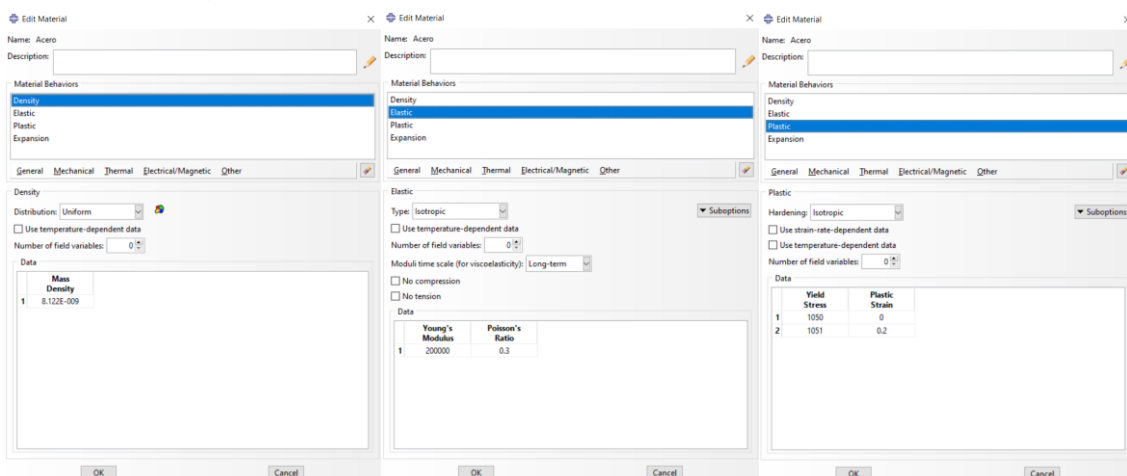 Edit Material
Name: Acero
Description:
Material Behaviors
Density
Elastic
Plastic
Expansion
General Mechanical Thermal Electrical/Magnetic Other
Density
Distribution: Uniform
Use temperature-dependent data
Number of field variables: 0
Data
Mass
Density
1 8.122E-009
OK Cancel
Edit Material
Name: Acero
Description:
Material Behaviors
Density
Elastic
Plastic
Expansion
General Mechanical Thermal Electrical/Magnetic Other
Elastic
Type: Isotropic
▼ Suboptions
Use temperature-dependent data
Number of field variables: 0
Moduli time scale (for viscoelasticity): Long-term
No compression
No tension
Data
Young's Poisson's
Modulus Ratio
1 200000 0.3
OK Cancel
Edit Material
Name: Acero
Description:
Material Behaviors
Density
Elastic
Plastic
Expansion
General Mechanical Thermal Electrical/Magnetic Other
Plastic
Hardening: Isotropic
▼ Suboptions
Use strain-rate-dependent data
Use temperature-dependent data
Number of field variables: 0
Data
Yield Plastic
Stress Strain
1 1050 0
2 1051 0.2
OK Cancel